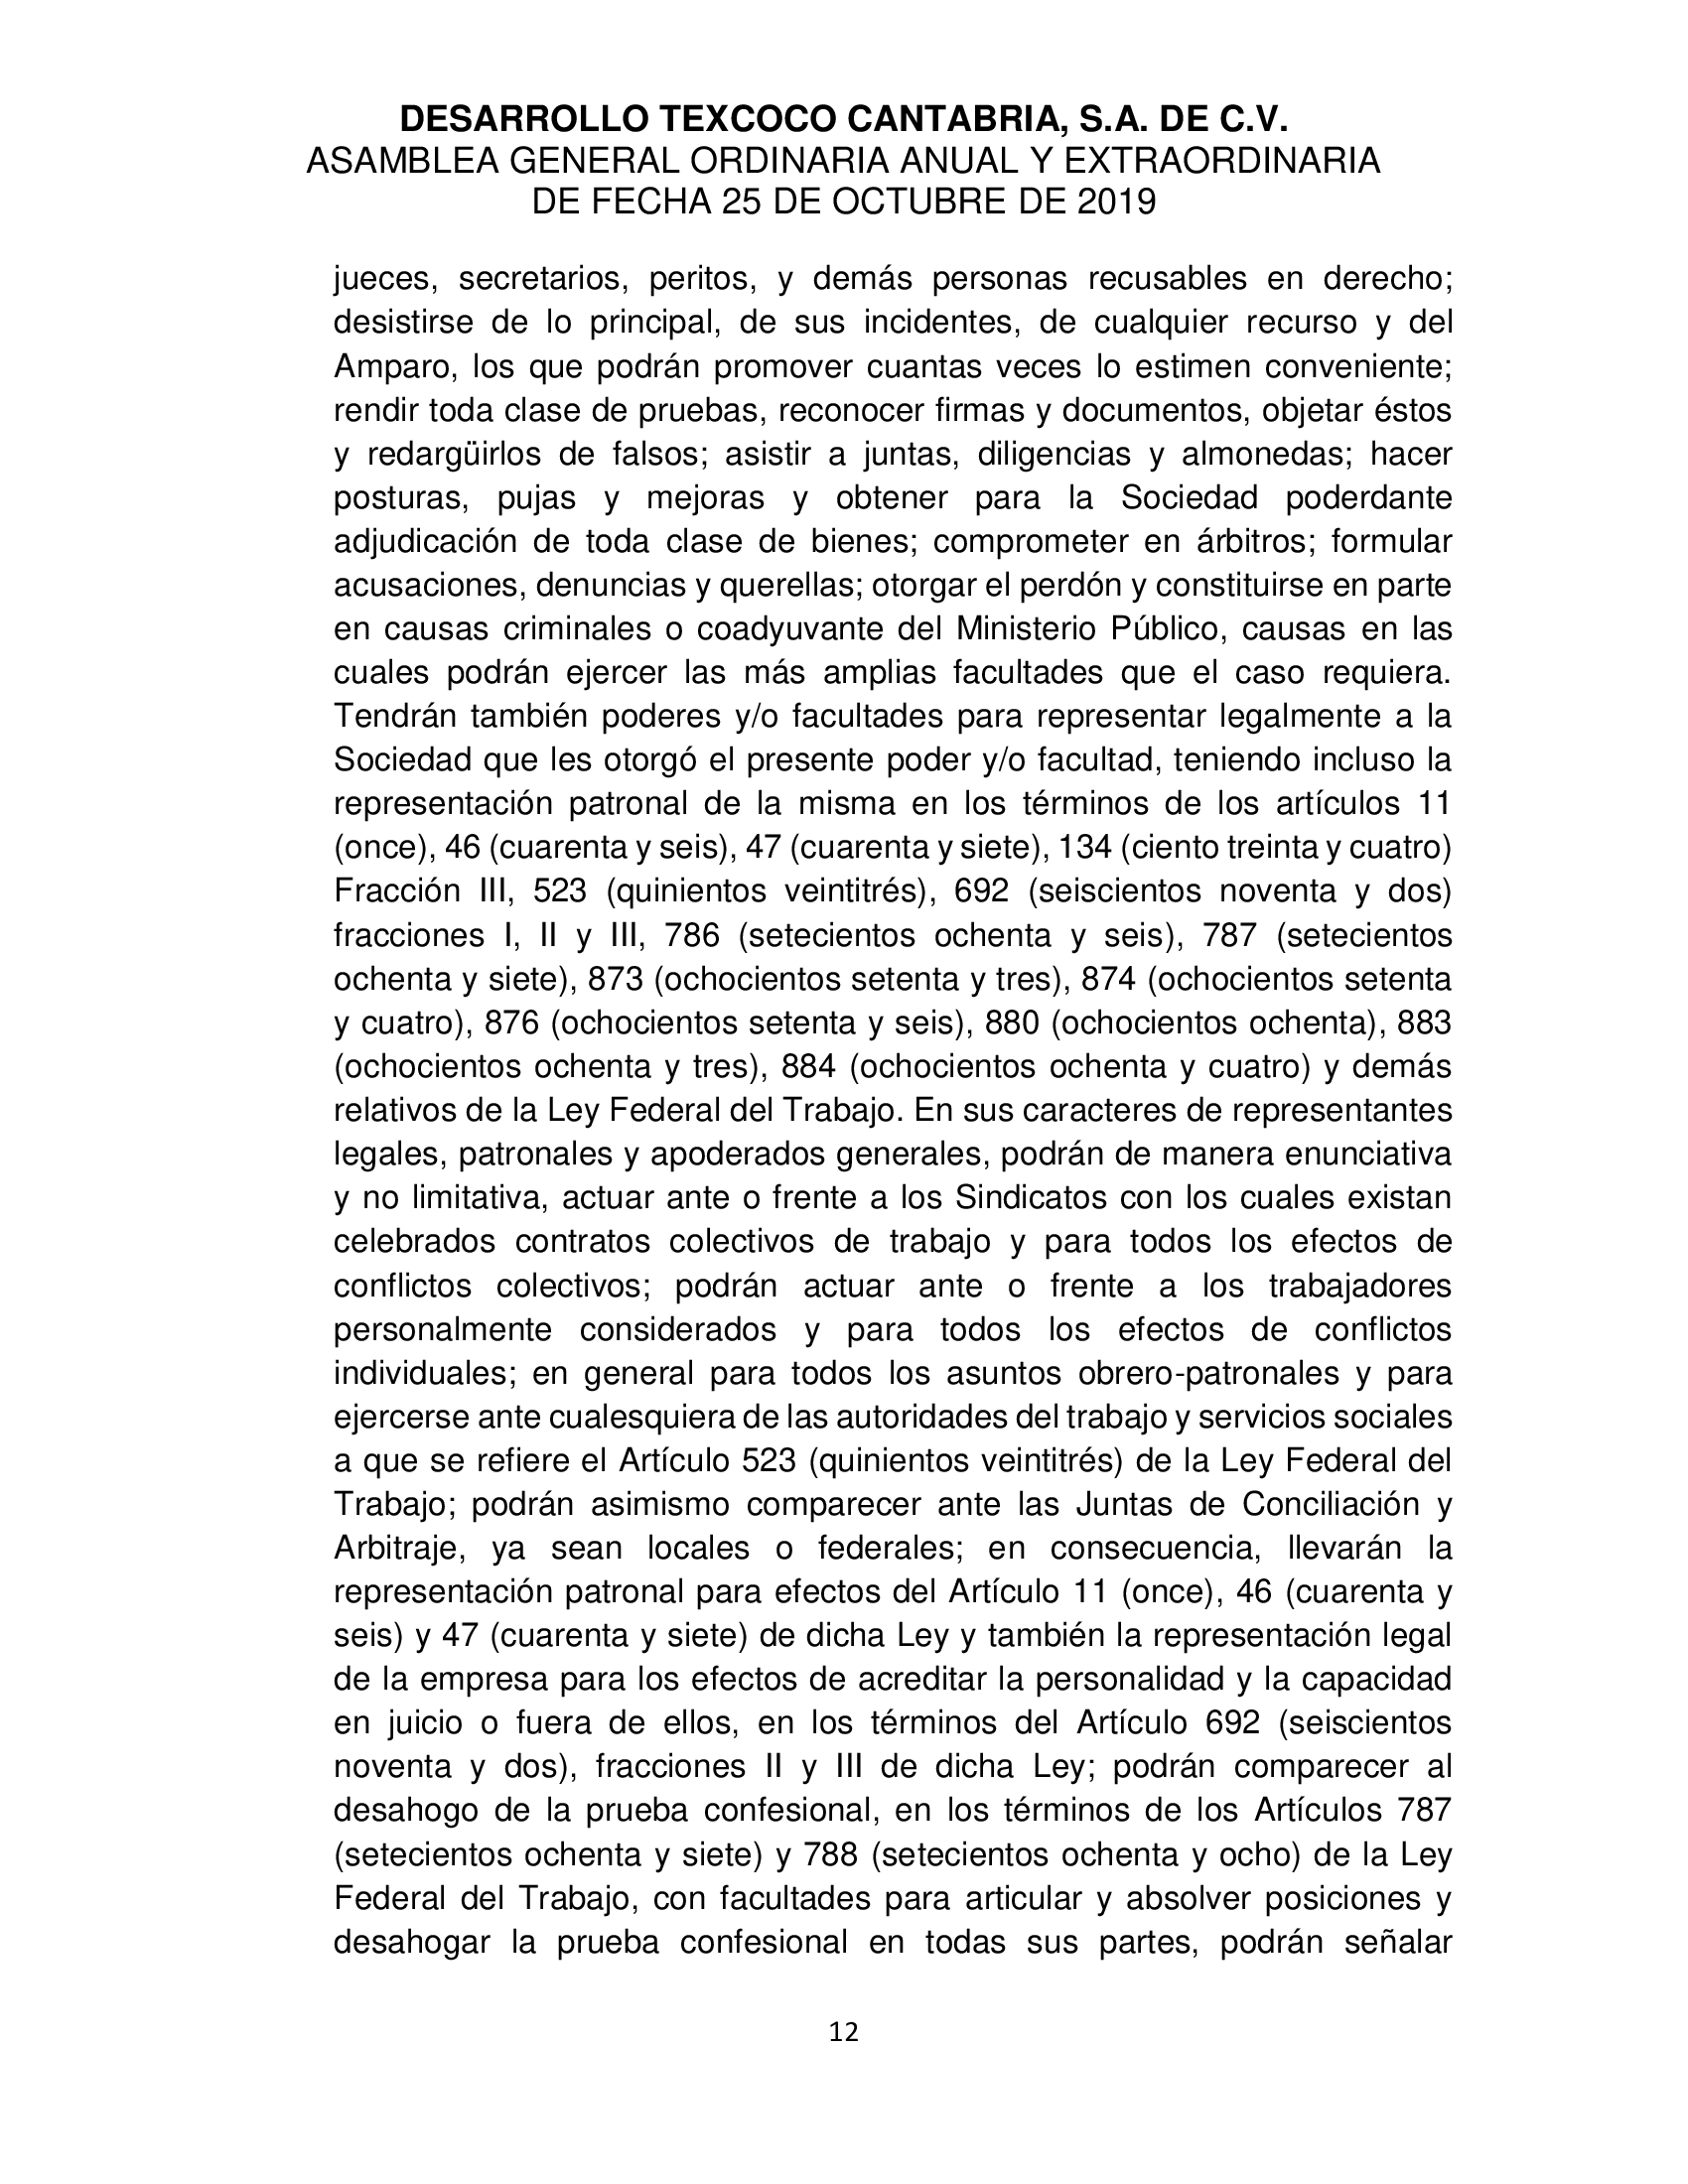 DESARROLLO TEXCOCO CANTABRIA, S.A. DE C.V.
ASAMBLEA GENERAL ORDINARIA ANUAL Y EXTRAORDINARIA
DE FECHA 25 DE OCTUBRE DE 2019
jueces, secretarios, peritos, y demás personas recusables en derecho;
desistirse de lo principal, de sus incidentes, de cualquier recurso y del
Amparo, los que podrán promover cuantas veces lo estimen conveniente;
rendir toda clase de pruebas, reconocer firmas y documentos, objetar éstos
y redargüirlos de falsos; asistir a juntas, diligencias y almonedas; hacer
posturas, pujas y mejoras y obtener para la Sociedad poderdante
adjudicación de toda clase de bienes; comprometer en árbitros; formular
acusaciones, denuncias y querellas; otorgar el perdón y constituirse en parte
en causas criminales o coadyuvante del Ministerio Público, causas en las
cuales podrán ejercer las más amplias facultades que el caso requiera.
Tendrán también poderes y/o facultades para representar legalmente a la
Sociedad que les otorgó el presente poder y/o facultad, teniendo incluso la
representación patronal de la misma en los términos de los artículos 11
(once), 46 (cuarenta y seis), 47 (cuarenta y siete), 134 (ciento treinta y cuatro)
Fracción III, 523 (quinientos veintitrés), 692 (seiscientos noventa y dos)
fracciones I, II y III, 786 (setecientos ochenta y seis), 787 (setecientos
ochenta y siete), 873 (ochocientos setenta y tres), 874 (ochocientos setenta
y cuatro), 876 (ochocientos setenta y seis), 880 (ochocientos ochenta), 883
(ochocientos ochenta y tres), 884 (ochocientos ochenta y cuatro) y demás
relativos de la Ley Federal del Trabajo. En sus caracteres de representantes
legales, patronales y apoderados generales, podrán de manera enunciativa
y no limitativa, actuar ante o frente a los Sindicatos con los cuales existan
celebrados contratos colectivos de trabajo y para todos los efectos de
conflictos colectivos; podrán actuar ante o frente a los trabajadores
personalmente considerados y para todos los efectos de conflictos
individuales; en general para todos los asuntos obrero-patronales y para
ejercerse ante cualesquiera de las autoridades del trabajo y servicios sociales
a que se refiere el Artículo 523 (quinientos veintitrés) de la Ley Federal del
Trabajo; podrán asimismo comparecer ante las Juntas de Conciliación y
Arbitraje, ya sean locales o federales; en consecuencia, llevarán la
representación patronal para efectos del Artículo 11 (once), 46 (cuarenta y
seis) y 47 (cuarenta y siete) de dicha Ley y también la representación legal
de la empresa para los efectos de acreditar la personalidad y la capacidad
en juicio o fuera de ellos, en los términos del Artículo 692 (seiscientos
noventa y dos), fracciones II y III de dicha Ley; podrán comparecer al
desahogo de la prueba confesional, en los términos de los Artículos 787
(setecientos ochenta y siete) y 788 (setecientos ochenta y ocho) de la Ley
Federal del Trabajo, con facultades para articular y absolver posiciones y
desahogar la prueba confesional en todas sus partes, podrán señalar
12